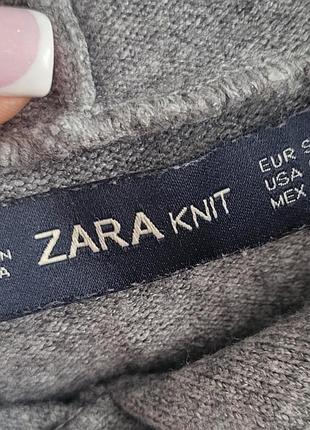 ZARA KNIT
EUR S
USA
MEX